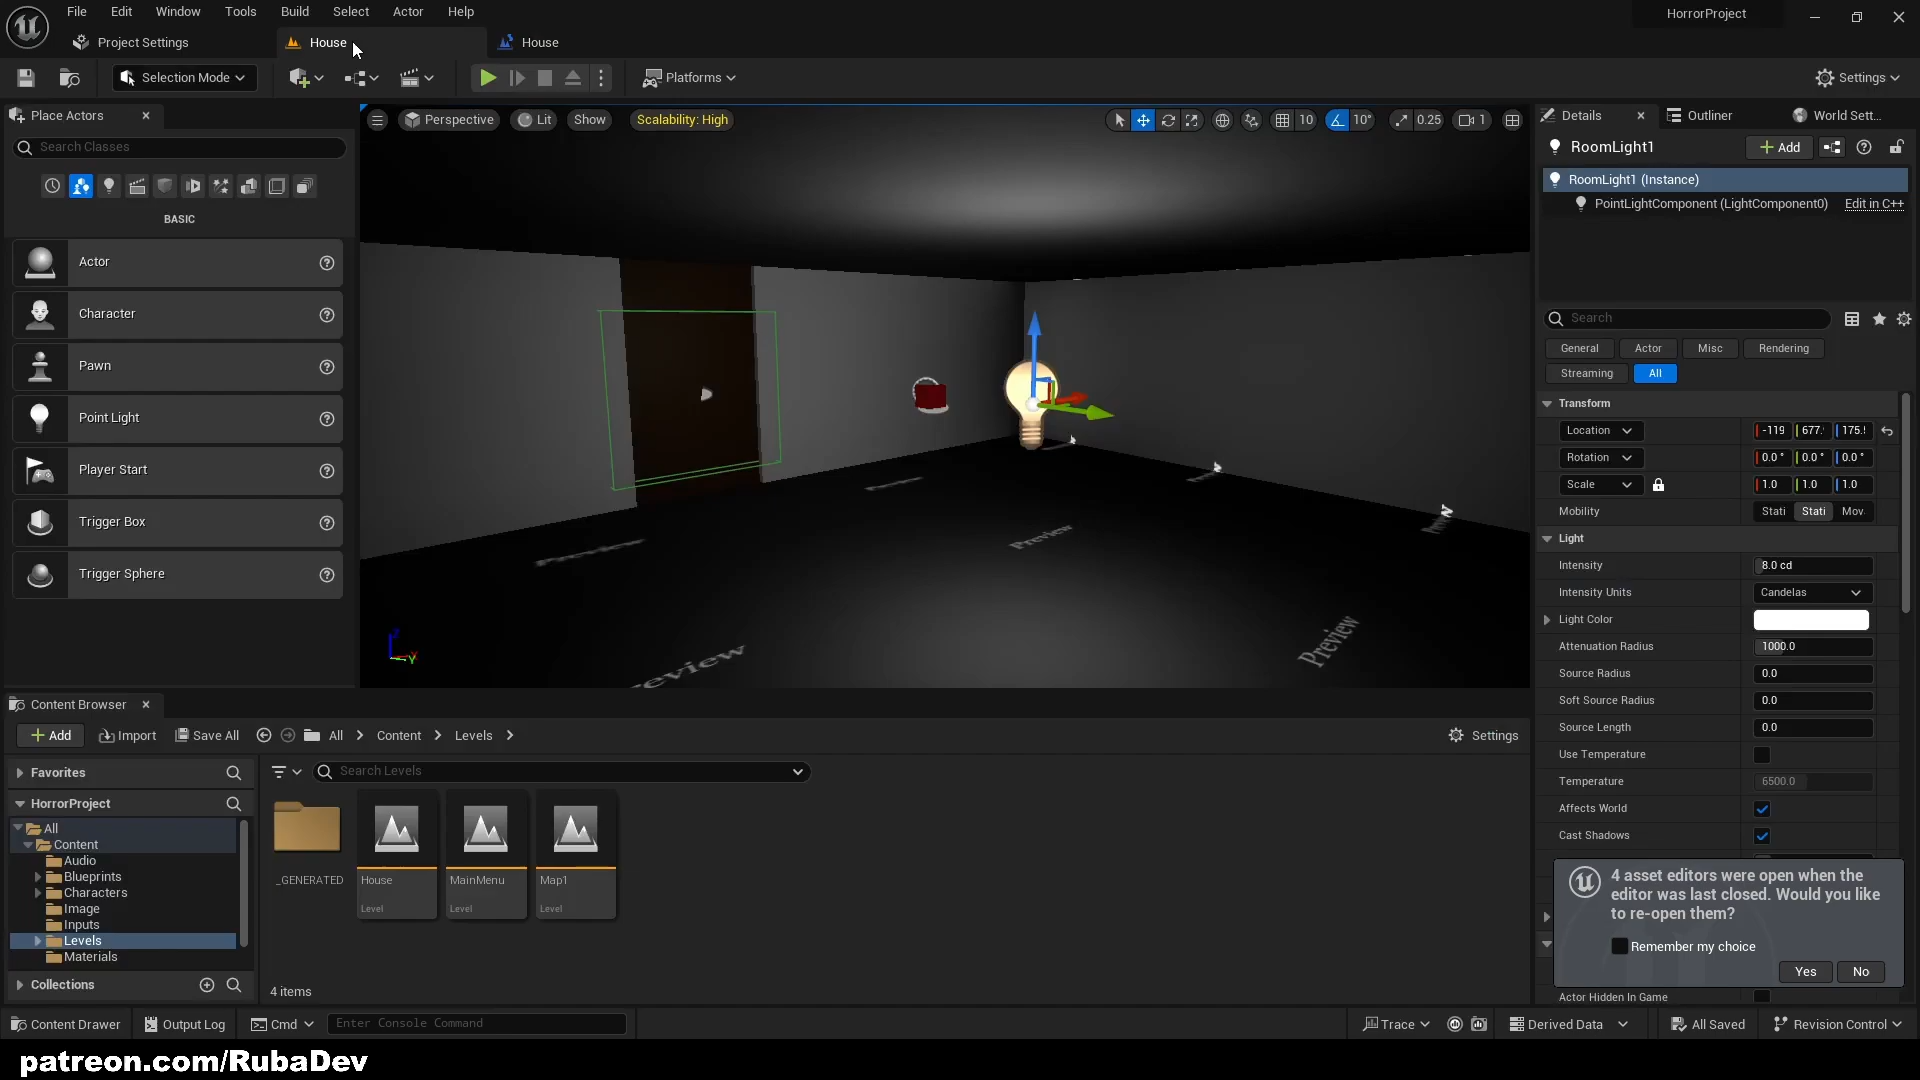 File Edit Window Tools Build Select Actor Help
HorrorProject
Project Settings House House
Selection Mode Platforms Settings
Place Actors
Search Classes
BASIC
Actor
Character
Pawn
Point Light
Player Start
Trigger Box
Trigger Sphere
Perspective Lit Show Scalability: High 10 10° 0.25 1
Preview
Preview
Preview
Details Outliner World Sett...
RoomLight1 Add
RoomLight1 (Instance)
PointLightComponent (LightComponent0) Edit in C++
Search
General Actor Misc Rendering
Streaming All
Transform
Location -119 677. 175.
Rotation 0.0° 0.0° 0.0°
Scale 1.0 1.0 1.0
Mobility Stati Stati Mov
Light
Intensity 8.0 cd
Intensity Units Candelas
Light Color
Attenuation Radius 1000.0
Source Radius 0.0
Soft Source Radius 0.0
Source Length 0.0
Use Temperature
Temperature 6500.0
Affects World
Cast Shadows
4 asset editors were open when the
editor was last closed. Would you like
to re-open them?
Remember my choice
Yes No
Actor Hidden In Game
Content Browser
Add Import Save All All Content Levels Settings
Favorites
HorrorProject
All
Content
Audio
Blueprints
Characters
Image
Inputs
Levels
Materials
Collections
Search Levels
_GENERATED House MainMenu Map1
Level Level Level
4 items
Content Drawer Output Log Cmd Enter Console Command Trace Derived Data All Saved Revision Control
patreon.com/RubaDev